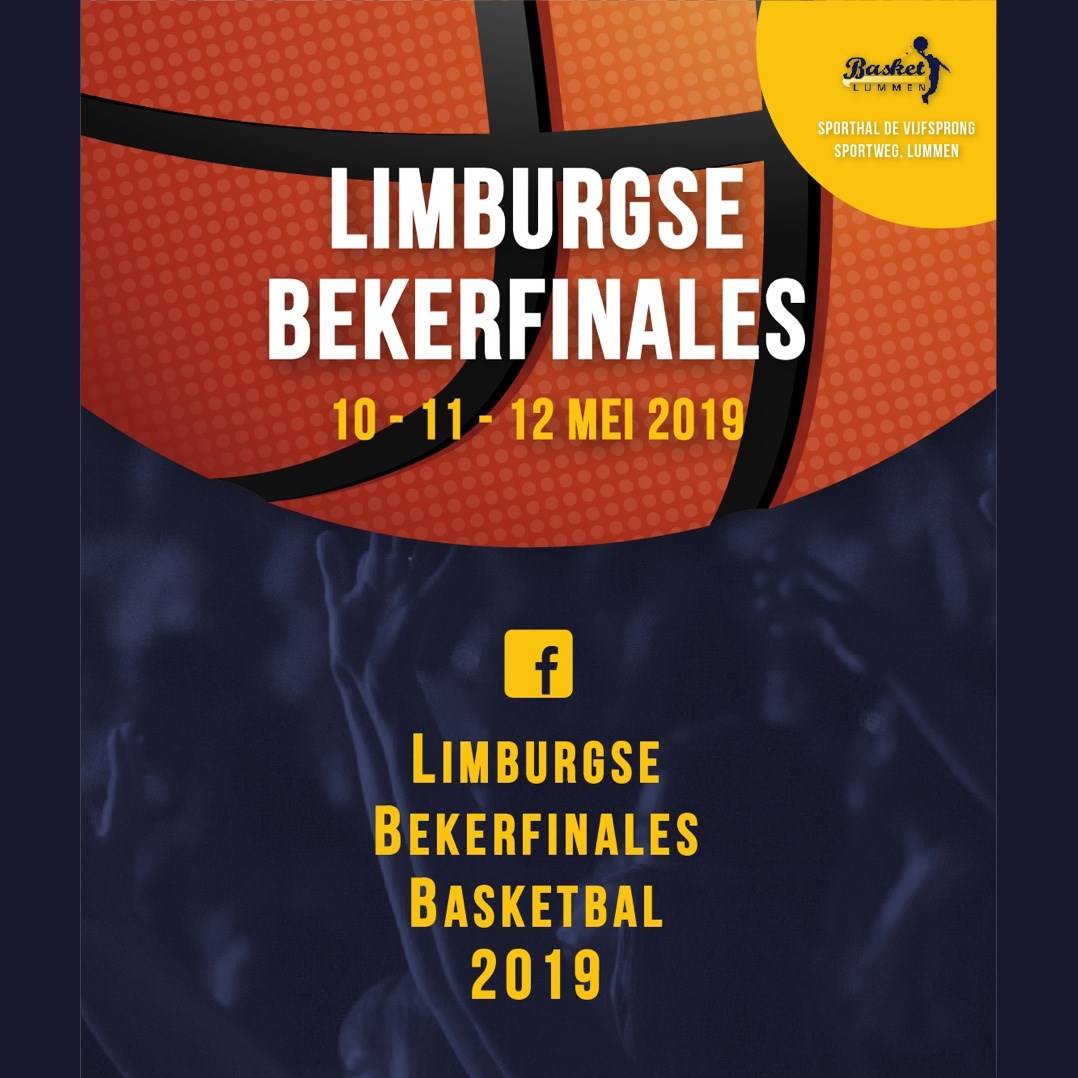 Basket
LUMMEN
SPORTHAL DE VIJFSPRONG
SPORTWEG, LUMMEN
LIMBURGSE
BEKERFINALES
10 - 11 - 12 MEI 2019
f
LIMBURGSE
BEKERFINALES
BASKETBAL
2019